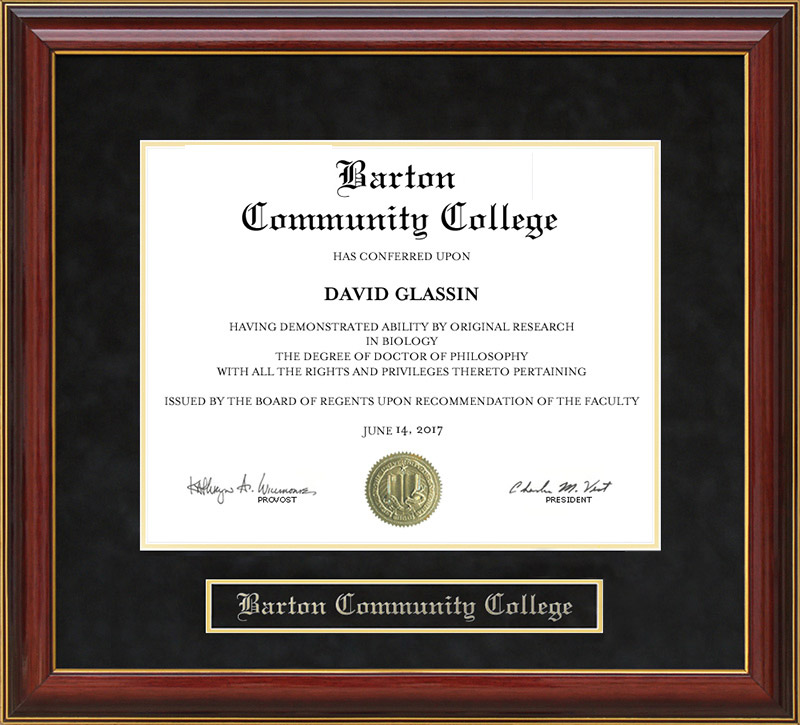 Barton
Community College
HAS CONFERRED UPON
DAVID GLASSIN
HAVING DEMONSTRATED ABILITY BY ORIGINAL RESEARCH
IN BIOLOGY
THE DEGREE OF DOCTOR OF PHILOSOPHY
WITH ALL THE RIGHTS AND PRIVILEGES THERETO PERTAINING
ISSUED BY THE BOARD OF REGENTS UPON RECOMMENDATION OF THE FACULTY
JUNE 14, 2017
PROVOST
PRESIDENT
Barton Community College